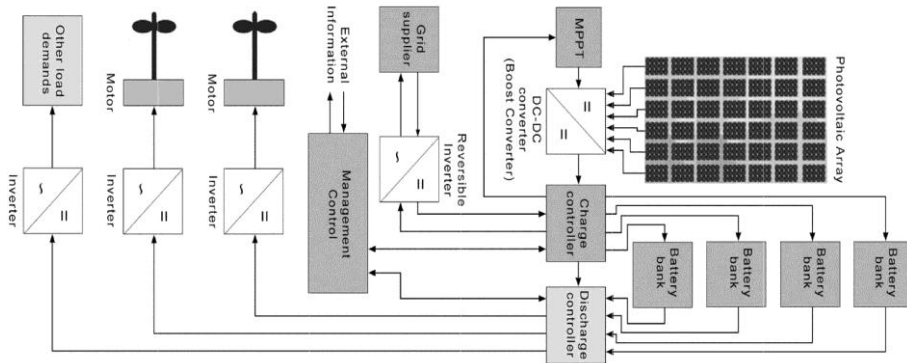 Other load
demands
Motor
Motor
External
Information
Grid
supplier
MPPT
DC-DC
converter
(Boost Converter)
Photovoltaic Array
Inverter
Inverter
Inverter
Management
Control
Reversible
Inverter
Charge
controller
Battery
bank
Battery
bank
Battery
bank
Battery
bank
Discharge
controller